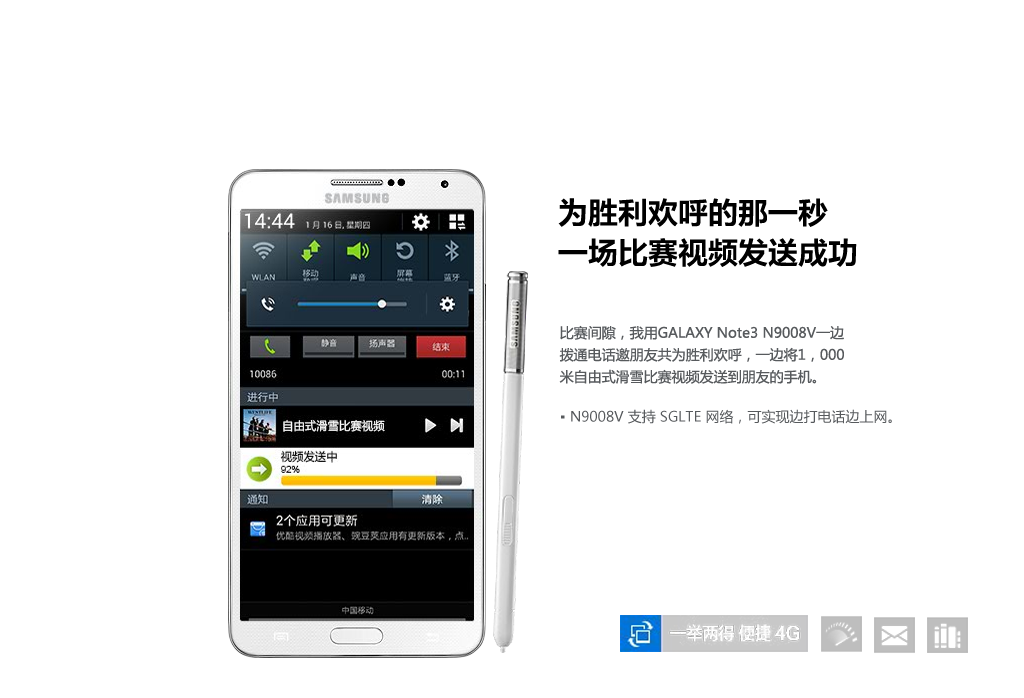 SAMSUNG
14:44 1月16日, 星期四
WLAN 移动 声音 屏幕 蓝牙
静音 扬声器 结束
10086 00:11
进行中
自由式滑雪比赛视频
视频发送中
92%
通知 清除
2个应用可更新
优酷视频播放器、豌豆荚应用有更新版本，点..
中国移动
SAMSUNG
为胜利欢呼的那一秒
一场比赛视频发送成功
比赛间隙，我用GALAXY Note3 N9008V一边
拨通电话邀朋友共为胜利欢呼，一边将1，000
米自由式滑雪比赛视频发送到朋友的手机。
• N9008V 支持 SGLTE 网络，可实现边打电话边上网。
一举两得 便捷 4G